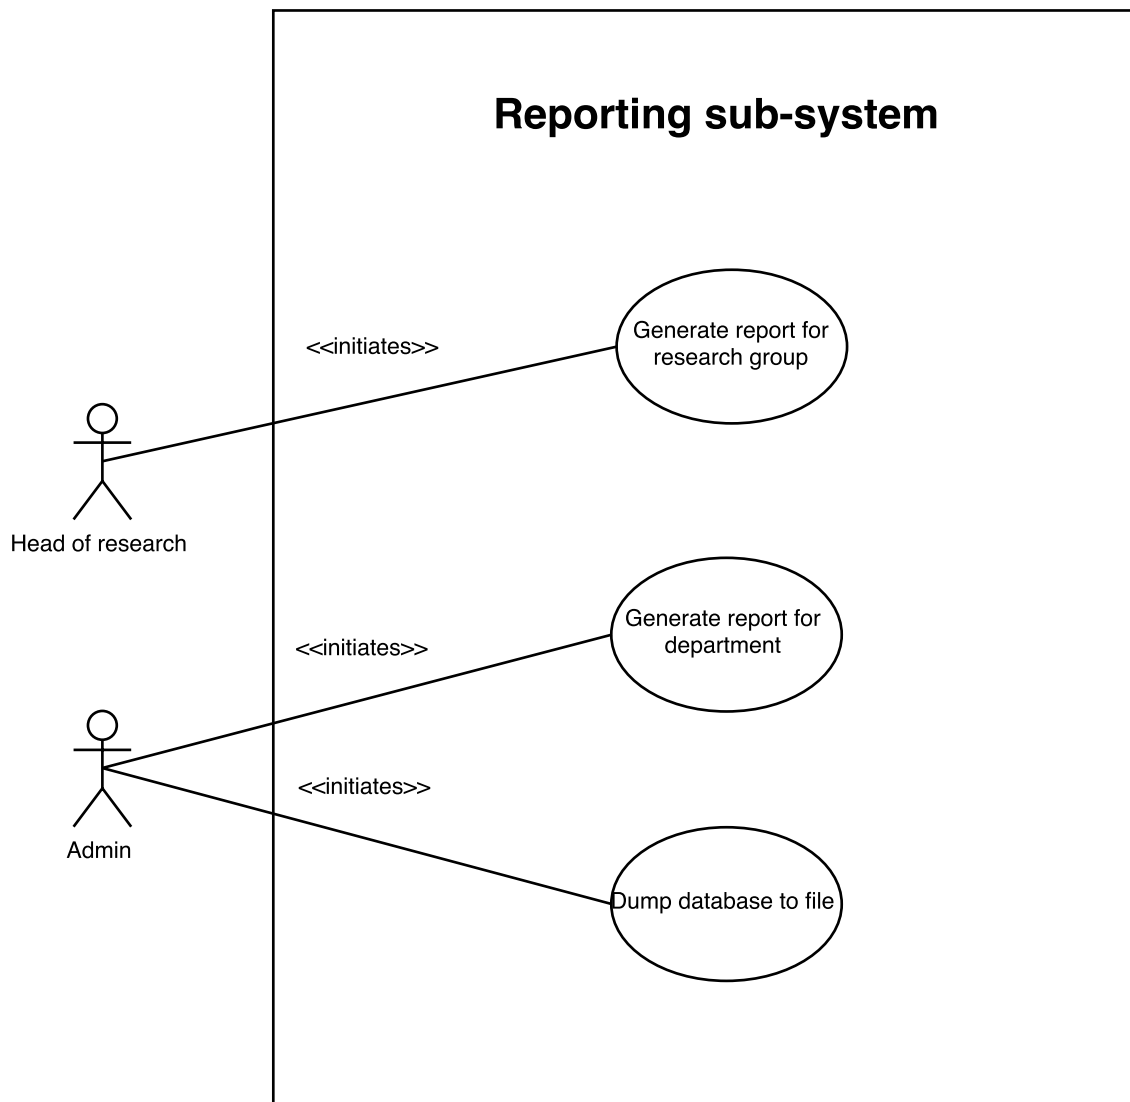 Reporting sub-system
<<initiates>>
Generate report for
research group
Head of research
<<initiates>>
Generate report for
department
<<initiates>>
Admin
Dump database to file